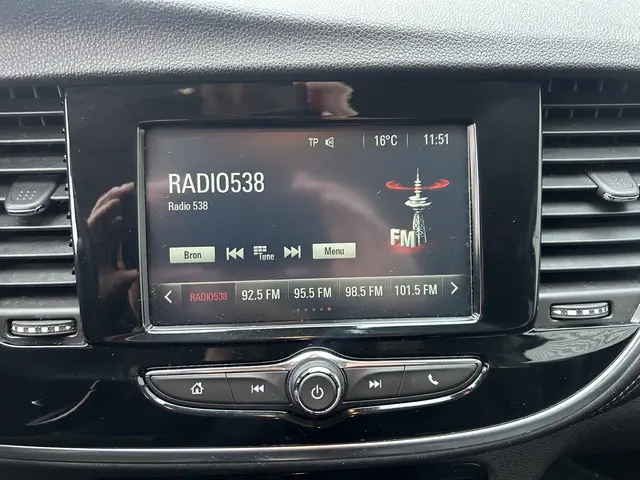 TP 16°C 11:51
RADIO538
Radio 538
FM
Bron Tune Menu
RADIO538 92.5 FM 95.5 FM 98.5 FM 101.5 FM